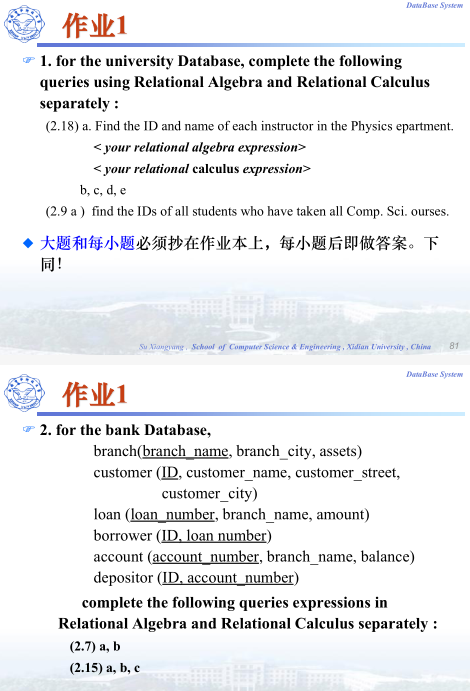 DataBase System
作业1
☞ 1. for the university Database, complete the following
queries using Relational Algebra and Relational Calculus
separately :
(2.18) a. Find the ID and name of each instructor in the Physics epartment.
< your relational algebra expression>
< your relational calculus expression>
b, c, d, e
(2.9 a ) find the IDs of all students who have taken all Comp. Sci. ourses.
◆ 大题和每小题必须抄在作业本上，每小题后即做答案。下
同！
Su Xiangyang , School of Computer Science & Engineering , Xidian University , China 81
DataBase System
作业1
☞ 2. for the bank Database,
branch(branch_name, branch_city, assets)
customer (ID, customer_name, customer_street,
customer_city)
loan (loan_number, branch_name, amount)
borrower (ID, loan number)
account (account_number, branch_name, balance)
depositor (ID, account_number)
complete the following queries expressions in
Relational Algebra and Relational Calculus separately :
(2.7) a, b
(2.15) a, b, c